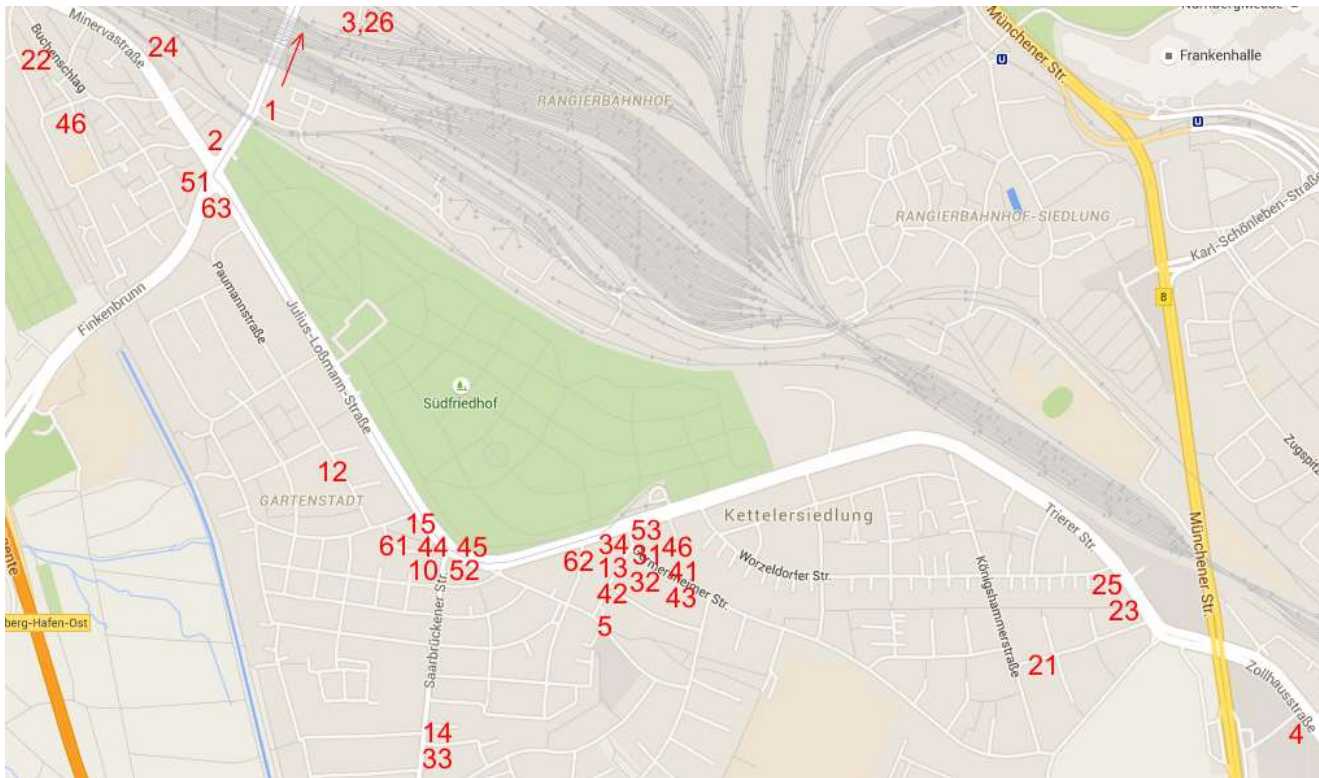 Münchener Str.
3,26
Minervastraße
Buchenschlag
24
22
Frankenhalle
U
1
RANGIERBAHNHOF
46
U
2
51
63
RANGIERBAHNHOF-SIEDLUNG
Karl-Schönleben-Straße
Paumannstraße
Finkenbrunn
8
Julius-Loßmann-Straße
Südfriedhof
Zugspitz
12
GARTENSTADT
15
53
Kettelersiedlung
Trierer Str.
Münchener Str.
61
44
45
34
46
62
31
10
52
13
41
Worzeldorfer Str.
32
42
43
25
23
5
berg-Hafen-Ost
Saarbrückener Str.
Königshammerstraße
21
Zollhausstraße
14
4
33